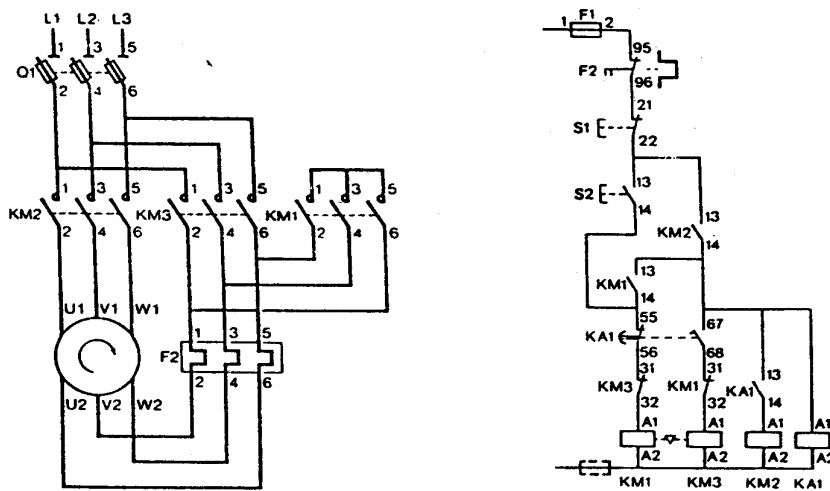 L1 L2 L3
1 3 5
Q1
2 4 6
1 3 5 1 3 5 1 3 5
KM2 KM3 KM1
2 4 6 2 4 6 2 4 6
U1 V1 W1
1 3 5
F2
2 4 6
U2 V2 W2
F1
1 2
95
F2
96
21
S1
22
13
S2
14
13
KM2
14
13
KM1
14
55 67
KA1
56 68
31 31
KM3 KM1
32 32
13
KA1
14
A1 A1 A1 A1
A2 A2 A2 A2
KM1 KM3 KM2 KA1